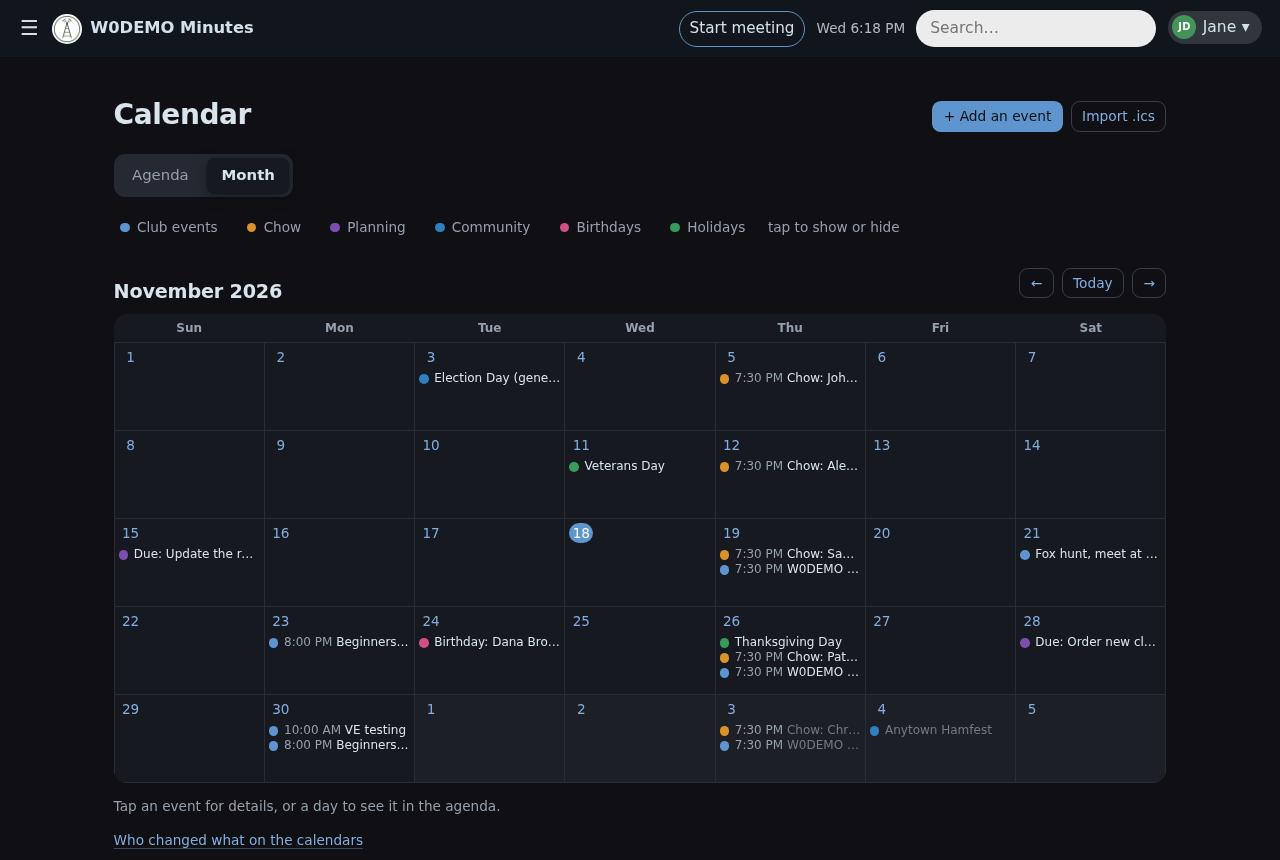 ☰ W0DEMO Minutes Start meeting Wed 6:18 PM Search… JD Jane ▾
Calendar
+ Add an event Import .ics
Agenda Month
Club events Chow Planning Community Birthdays Holidays tap to show or hide
November 2026
← Today →
Sun Mon Tue Wed Thu Fri Sat
1 2 3 4 5 6 7
Election Day (gene… 7:30 PM Chow: Joh…
8 9 10 11 12 13 14
Veterans Day 7:30 PM Chow: Ale…
15 16 17 18 19 20 21
Due: Update the r… 7:30 PM Chow: Sa… Fox hunt, meet at …
7:30 PM W0DEMO …
22 23 24 25 26 27 28
8:00 PM Beginners… Birthday: Dana Bro… Thanksgiving Day Due: Order new cl…
7:30 PM Chow: Pat…
7:30 PM W0DEMO …
29 30 1 2 3 4 5
10:00 AM VE testing 7:30 PM Chow: Chr… Anytown Hamfest
8:00 PM Beginners… 7:30 PM W0DEMO …
Tap an event for details, or a day to see it in the agenda.
Who changed what on the calendars